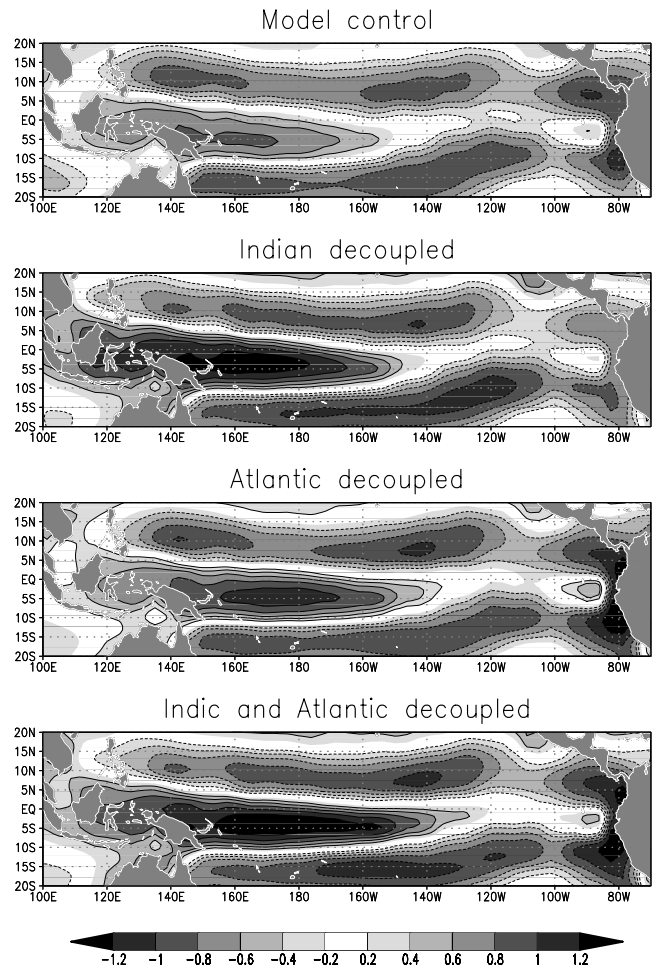 Model control
20N
15N
10N
5N
EQ
5S
10S
15S
20S
100E 120E 140E 160E 180 160W 140W 120W 100W 80W
Indian decoupled
20N
15N
10N
5N
EQ
5S
10S
15S
20S
100E 120E 140E 160E 180 160W 140W 120W 100W 80W
Atlantic decoupled
20N
15N
10N
5N
EQ
5S
10S
15S
20S
100E 120E 140E 160E 180 160W 140W 120W 100W 80W
Indic and Atlantic decoupled
20N
15N
10N
5N
EQ
5S
10S
15S
20S
100E 120E 140E 160E 180 160W 140W 120W 100W 80W
-1.2 -1 -0.8 -0.6 -0.4 -0.2 0.2 0.4 0.6 0.8 1 1.2